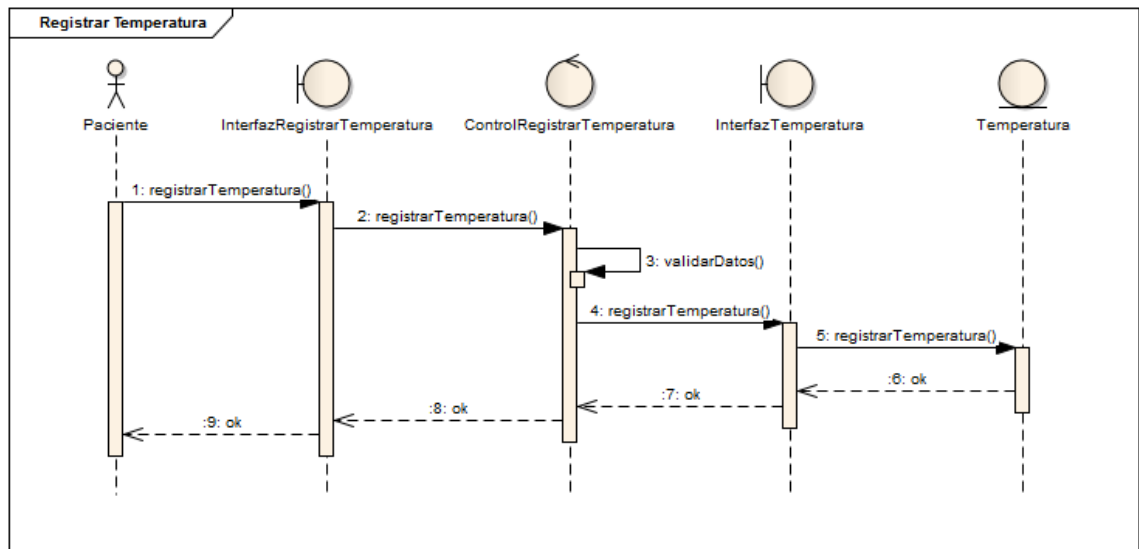 Registrar Temperatura
Paciente
InterfazRegistrarTemperatura
ControlRegistrarTemperatura
InterfazTemperatura
Temperatura
1: registrarTemperatura()
2: registrarTemperatura()
3: validarDatos()
4: registrarTemperatura()
5: registrarTemperatura()
:6: ok
:7: ok
:8: ok
:9: ok